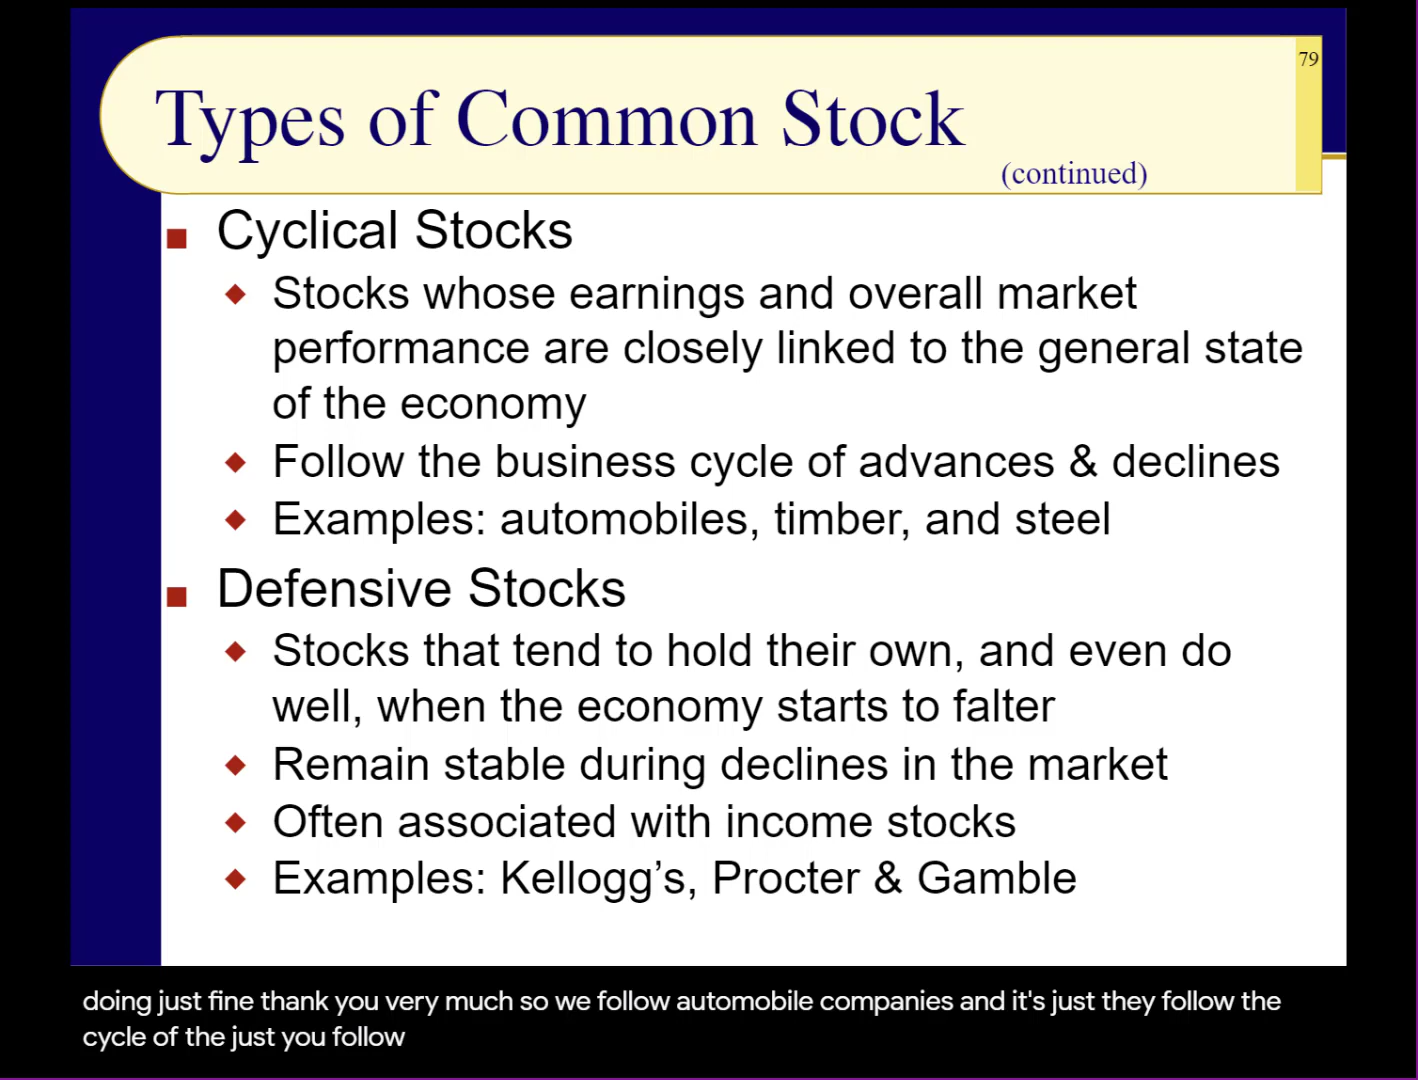 79
Types of Common Stock
(continued)
Cyclical Stocks
Stocks whose earnings and overall market
performance are closely linked to the general state
of the economy
Follow the business cycle of advances & declines
Examples: automobiles, timber, and steel
Defensive Stocks
Stocks that tend to hold their own, and even do
well, when the economy starts to falter
Remain stable during declines in the market
Often associated with income stocks
Examples: Kellogg’s, Procter & Gamble
doing just fine thank you very much so we follow automobile companies and it's just they follow the
cycle of the just you follow